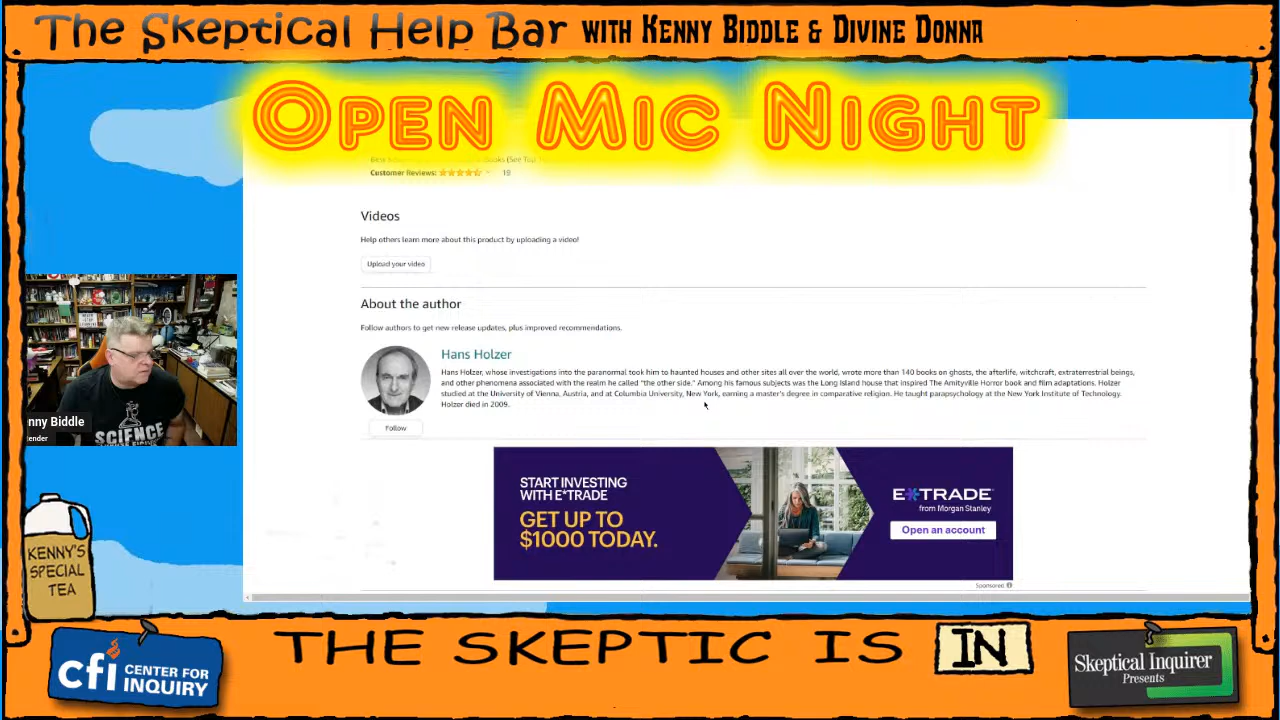 The Skeptical Help Bar WITH KENNY BIDDLE & DIVINE DONNA
OPEN MIC NIGHT
Books (See Top
Customer Reviews: 19
Videos
Help others learn more about this product by uploading a video!
Upload your video
About the author
Follow authors to get new release updates, plus improved recommendations.
Hans Holzer
Hans Holzer, whose investigations into the paranormal took him to haunted houses and other sites all over the world, wrote more than 140 books on ghosts, the afterlife, witchcraft, extraterrestrial beings,
and other phenomena associated with the realm he called "the other side." Among his famous subjects was the Long Island house that inspired The Amityville Horror book and film adaptations. Holzer
studied at the University of Vienna, Austria, and at Columbia University, New York, earning a master's degree in comparative religion. He taught parapsychology at the New York Institute of Technology.
Holzer died in 2009.
Follow
START INVESTING
WITH E*TRADE
GET UP TO
$1000 TODAY.
E*TRADE
from Morgan Stanley
Open an account
Sponsored
nny Biddle
SCIENCE
KENNY'S
SPECIAL
TEA
THE SKEPTIC IS IN
cfi CENTER FOR
INQUIRY
Skeptical Inquirer
Presents